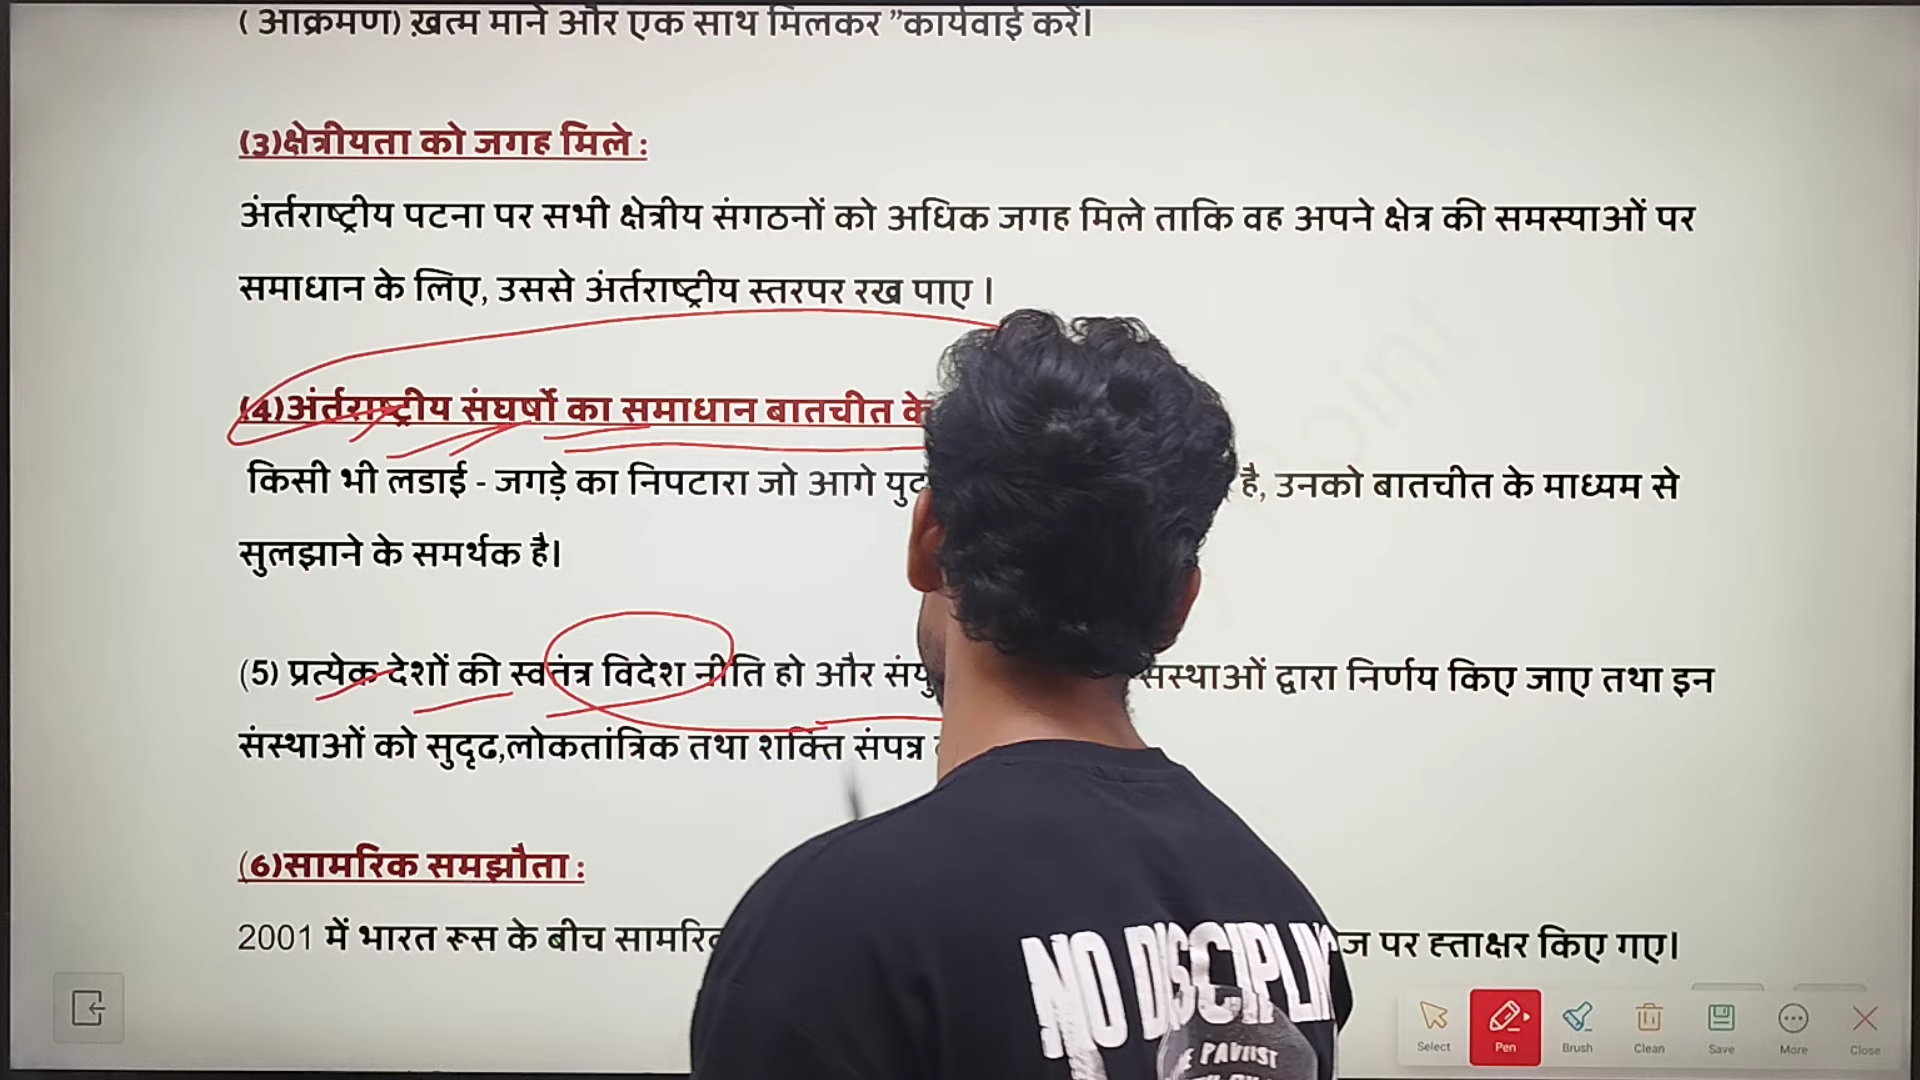 ( आक्रमण) ख़त्म माने और एक साथ मिलकर ”कार्यवाई करें।
(3)क्षेत्रीयता को जगह मिले :
अंर्तराष्ट्रीय पटना पर सभी क्षेत्रीय संगठनों को अधिक जगह मिले ताकि वह अपने क्षेत्र की समस्याओं पर
समाधान के लिए, उससे अंर्तराष्ट्रीय स्तरपर रख पाए ।
(4)अंर्तराष्ट्रीय संघर्षो का समाधान बातचीत के
किसी भी लडाई - जगड़े का निपटारा जो आगे है, उनको बातचीत के माध्यम से
सुलझाने के समर्थक है।
(5) प्रत्येक देशों की स्वतंत्र विदेश नीति हो और द्वारा निर्णय किए जाए तथा इन
संस्थाओं को सुदृढ,लोकतांत्रिक तथा शक्ति संपन्न
(6)सामरिक समझौता :
2001 में भारत रूस के बीच पर ह्ताक्षर किए गए।
NO DISCIPLIN
PAVIIST
Select Pen Brush Clean Save More Close